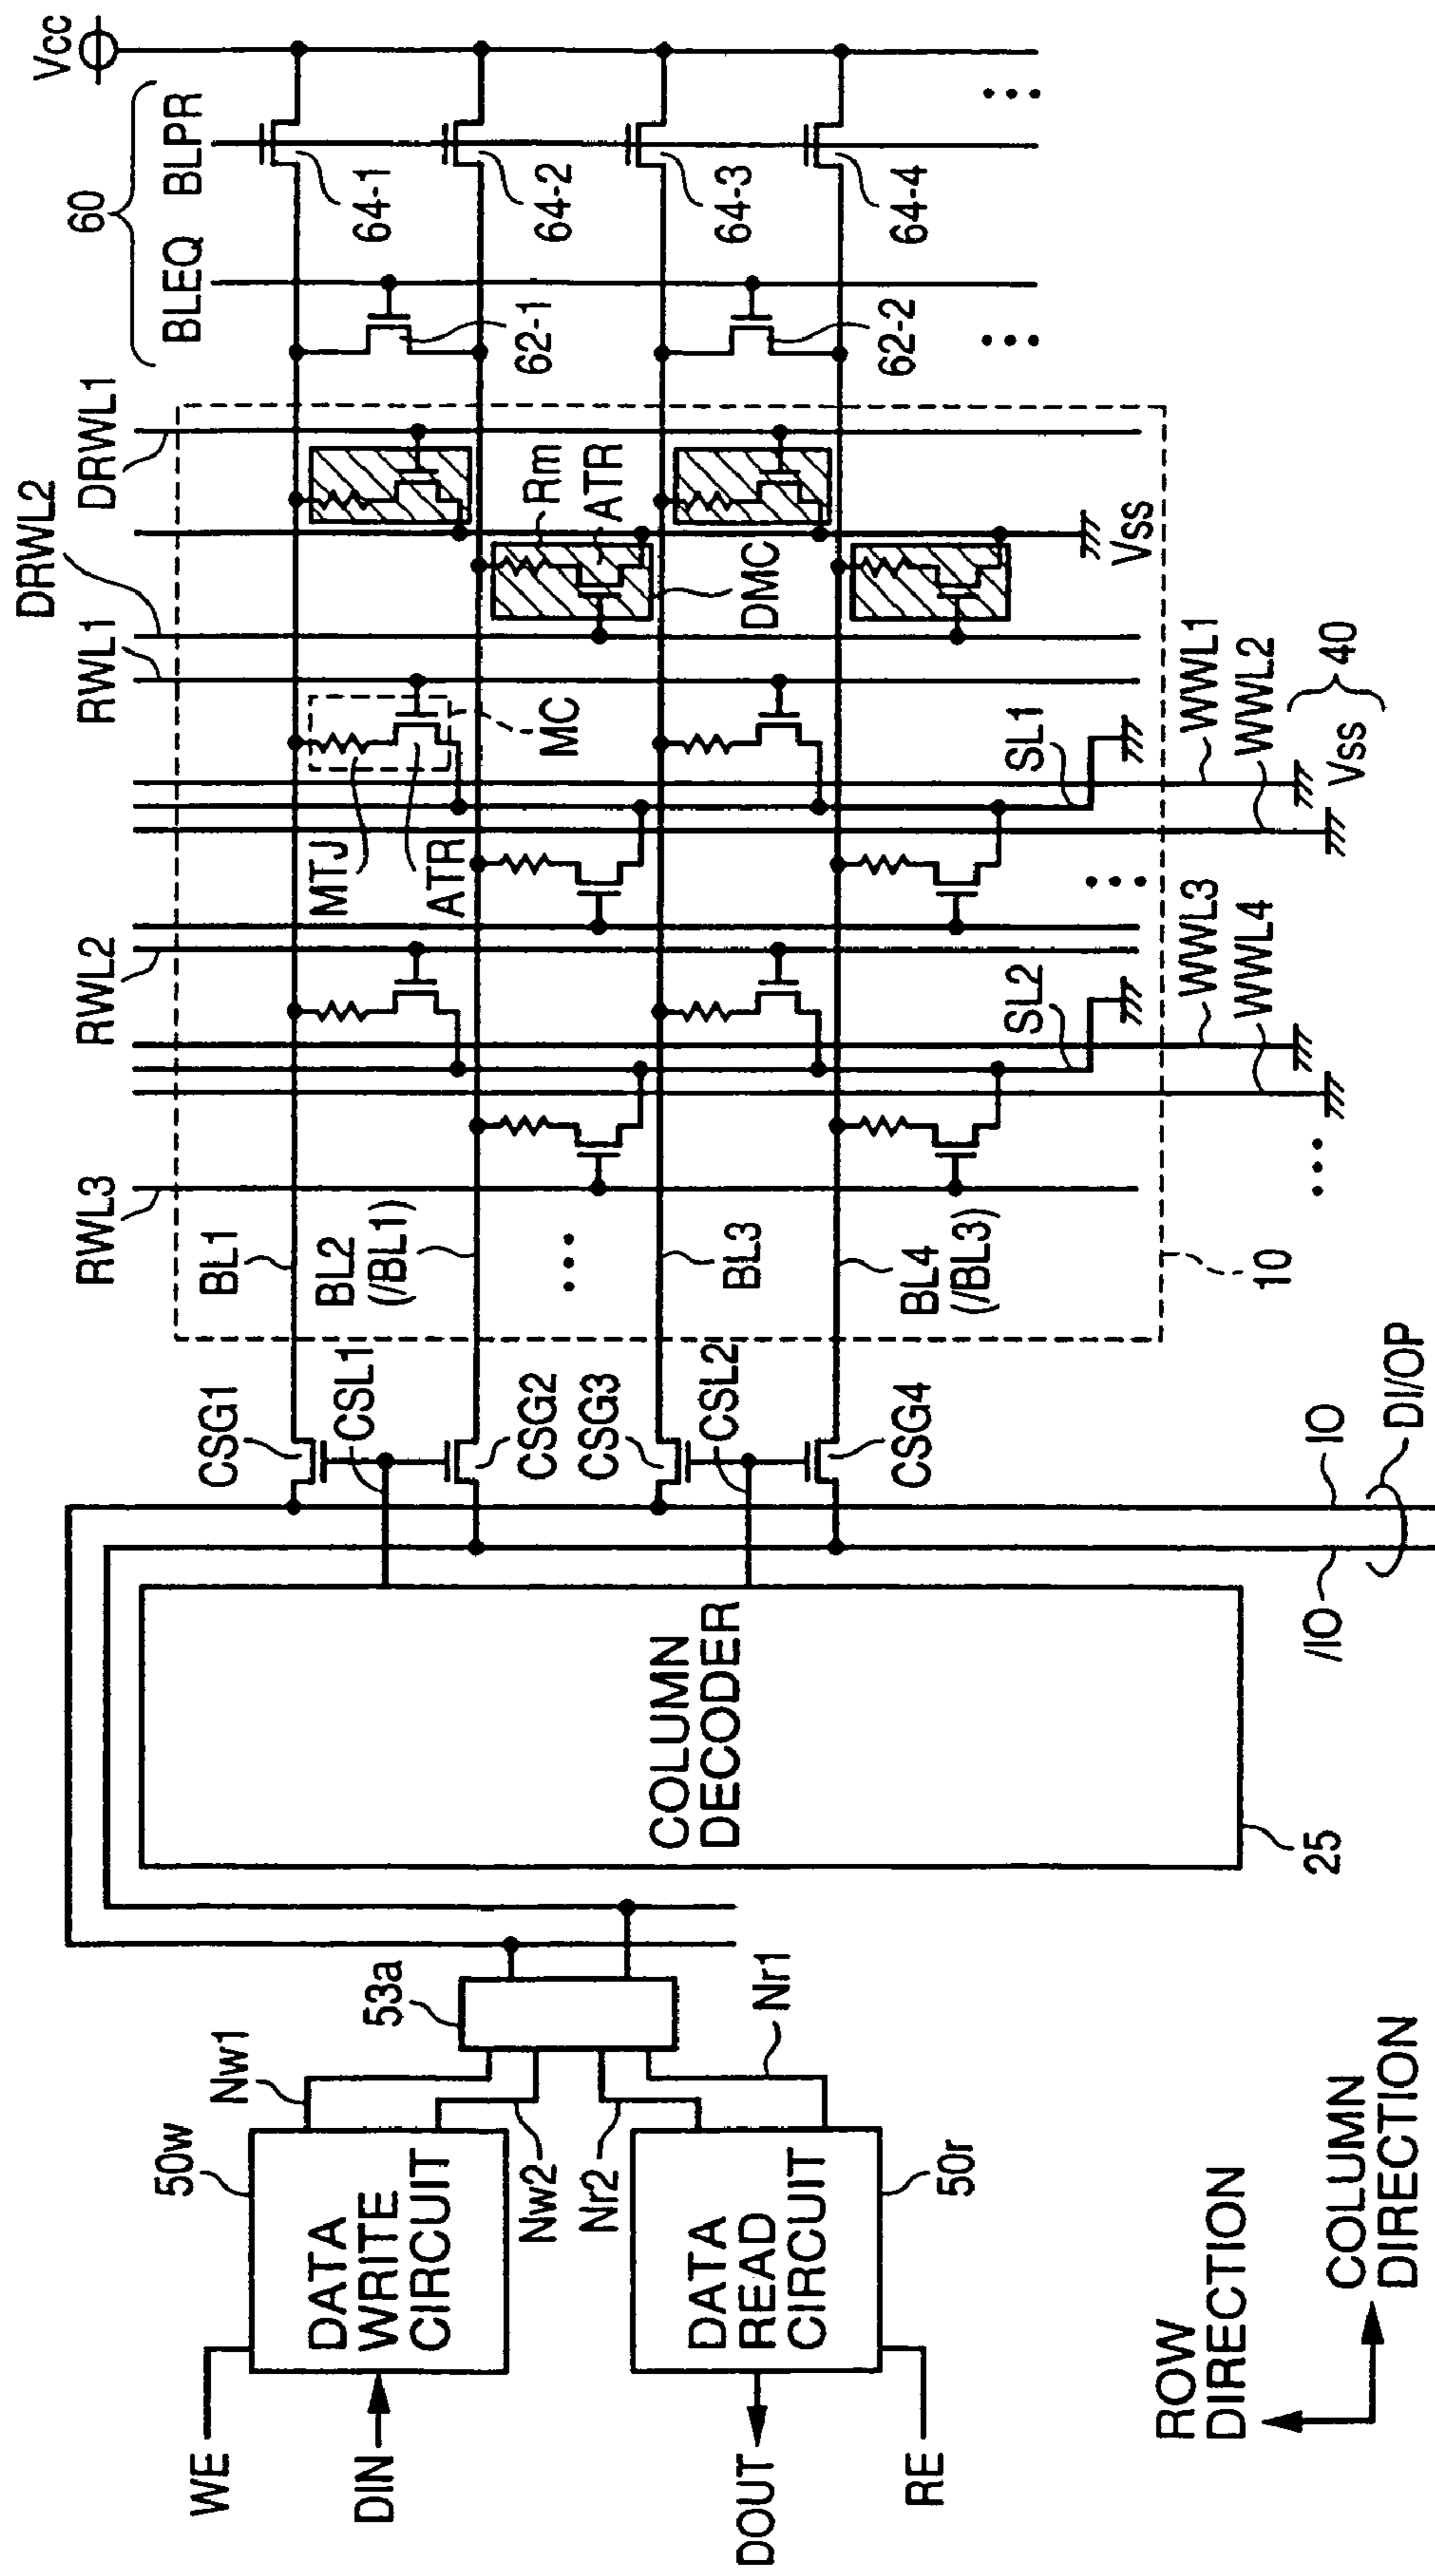 Vcc
60
BLEQ
BLPR
64-1
64-2
64-3
64-4
62-1
62-2
DRWL1
DRWL2
RWL1
RWL2
RWL3
Rm
ATR
DMC
Vss
MC
MTJ
ATR
SL1
SL2
WWL1
WWL2
40
Vss
WWL3
WWL4
BL1
BL2
(/BL1)
BL3
BL4
(/BL3)
10
CSG1
CSL1
CSG2
CSG3
CSL2
CSG4
IO
/IO
DI/OP
COLUMN
DECODER
25
53a
Nw1
Nw2
Nr2
Nr1
50w
DATA
WRITE
CIRCUIT
50r
DATA
READ
CIRCUIT
WE
DIN
DOUT
RE
ROW
DIRECTION
COLUMN
DIRECTION